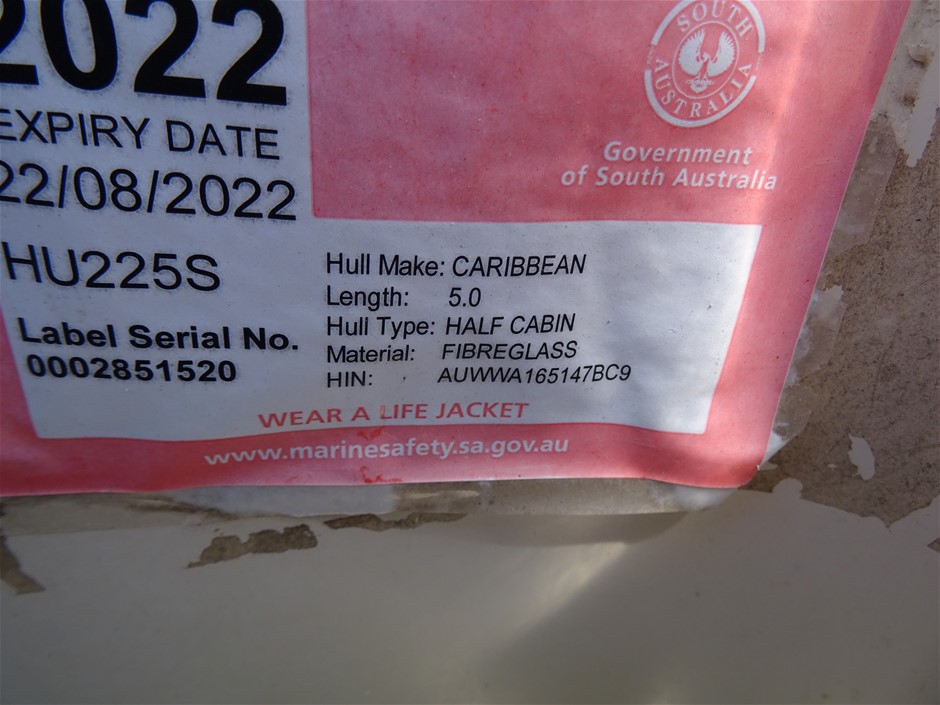 2022
EXPIRY DATE
22/08/2022
HU225S
Label Serial No.
0002851520
SOUTH AUSTRALIA
Government
of South Australia
Hull Make: CARIBBEAN
Length: 5.0
Hull Type: HALF CABIN
Material: FIBREGLASS
HIN: AUWWA165147BC9
WEAR A LIFE JACKET
www.marinesafety.sa.gov.au